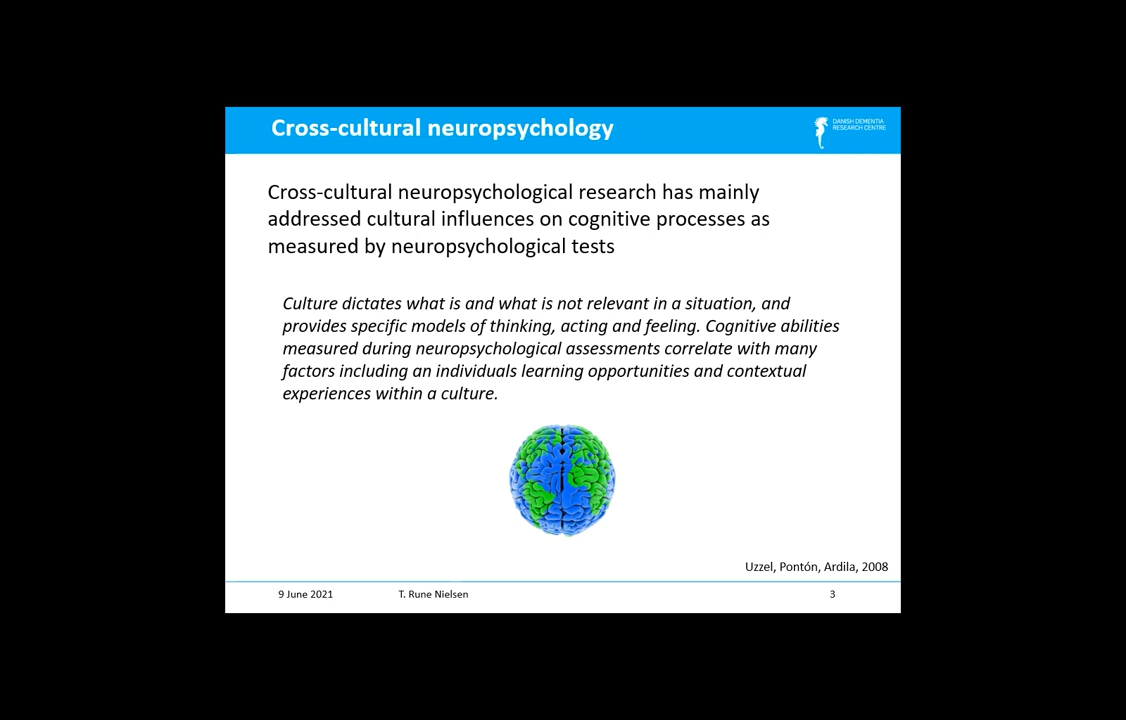 Cross-cultural neuropsychology
DANISH DEMENTIA
RESEARCH CENTRE
Cross-cultural neuropsychological research has mainly
addressed cultural influences on cognitive processes as
measured by neuropsychological tests
Culture dictates what is and what is not relevant in a situation, and
provides specific models of thinking, acting and feeling. Cognitive abilities
measured during neuropsychological assessments correlate with many
factors including an individuals learning opportunities and contextual
experiences within a culture.
Uzzel, Pontón, Ardila, 2008
9 June 2021 T. Rune Nielsen 3